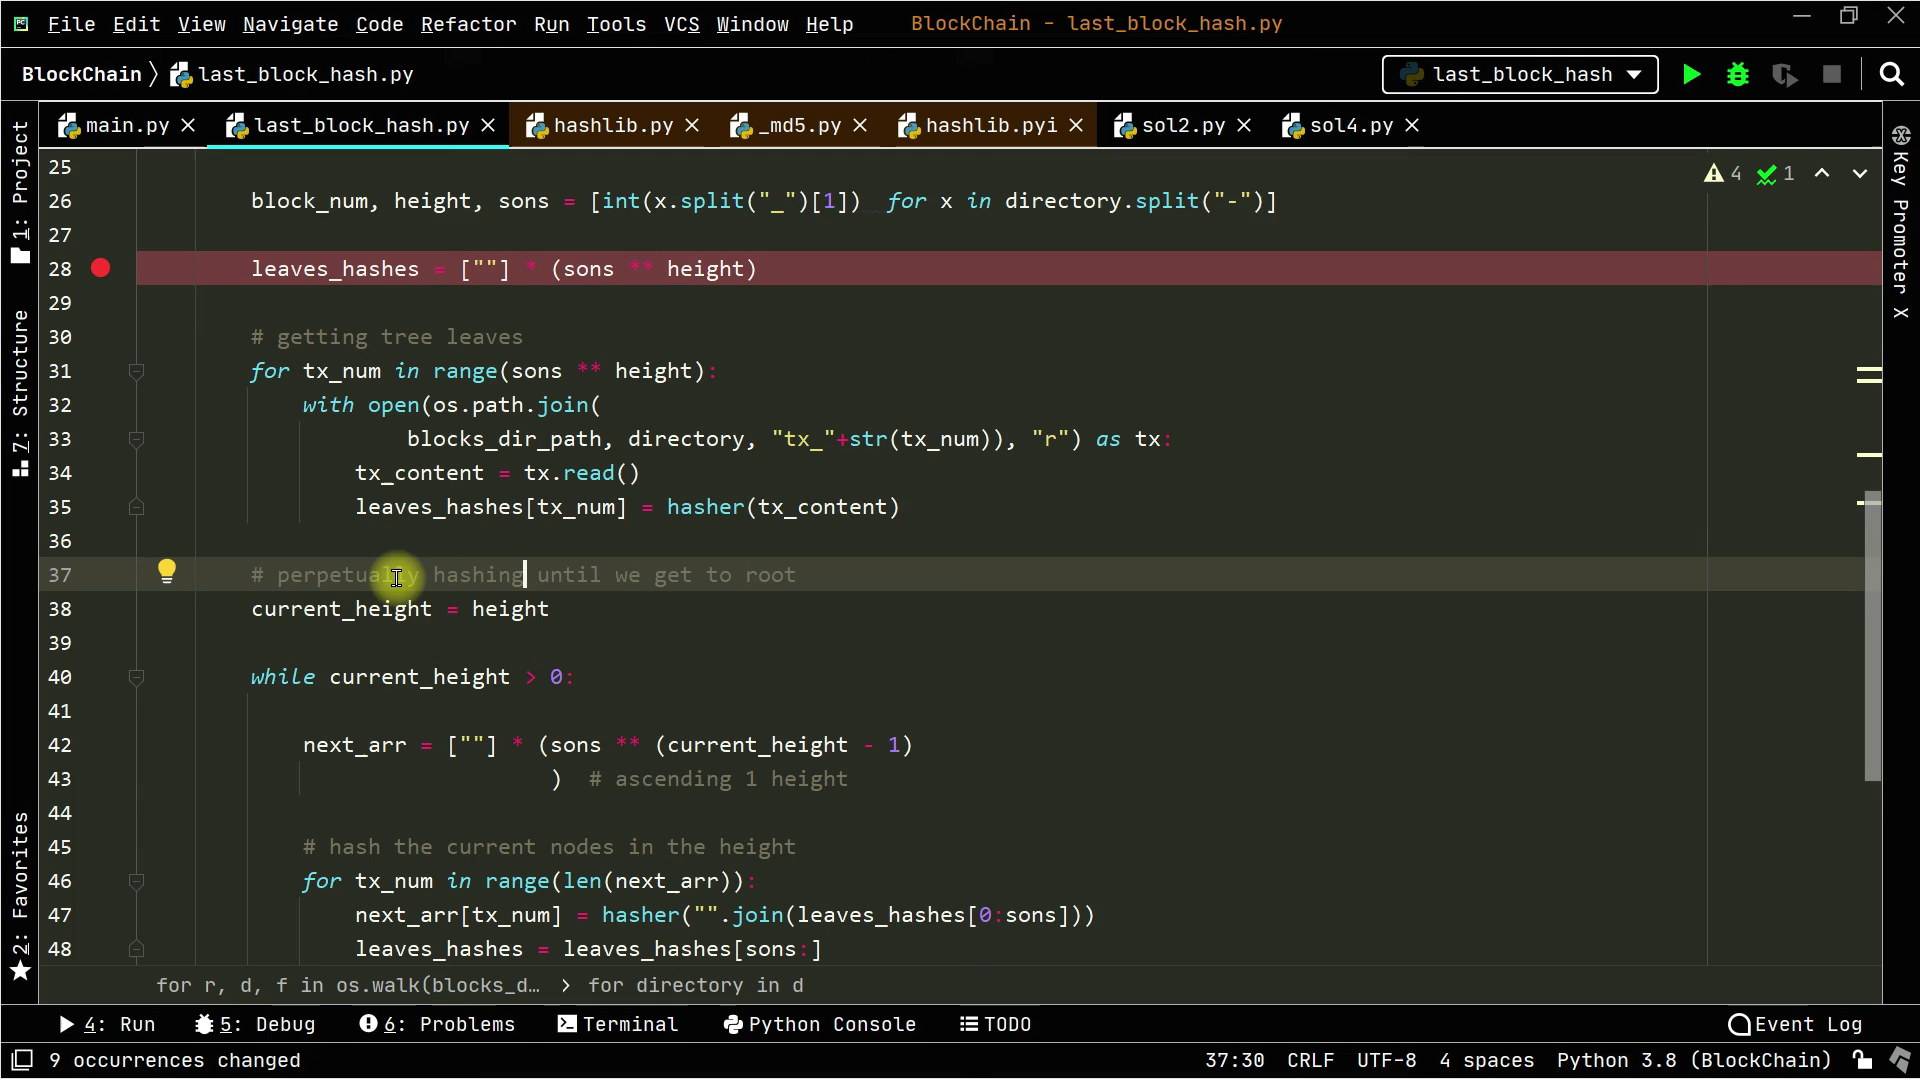 File Edit View Navigate Code Refactor Run Tools VCS Window Help BlockChain - last_block_hash.py
BlockChain last_block_hash.py last_block_hash
main.py last_block_hash.py hashlib.py _md5.py hashlib.pyi sol2.py sol4.py
1: Project
7: Structure
2: Favorites
Key Promoter X
4 1
25
26 block_num, height, sons = [int(x.split("_")[1]) for x in directory.split("-")]
27
28 leaves_hashes = [""] * (sons ** height)
29
30 # getting tree leaves
31 for tx_num in range(sons ** height):
32 with open(os.path.join(
33 blocks_dir_path, directory, "tx_"+str(tx_num)), "r") as tx:
34 tx_content = tx.read()
35 leaves_hashes[tx_num] = hasher(tx_content)
36
37 # perpetually hashing until we get to root
38 current_height = height
39
40 while current_height > 0:
41
42 next_arr = [""] * (sons ** (current_height - 1)
43 ) # ascending 1 height
44
45 # hash the current nodes in the height
46 for tx_num in range(len(next_arr)):
47 next_arr[tx_num] = hasher("".join(leaves_hashes[0:sons]))
48 leaves_hashes = leaves_hashes[sons:]
for r, d, f in os.walk(blocks_d... > for directory in d
4: Run 5: Debug 6: Problems Terminal Python Console TODO Event Log
9 occurrences changed 37:30 CRLF UTF-8 4 spaces Python 3.8 (BlockChain)